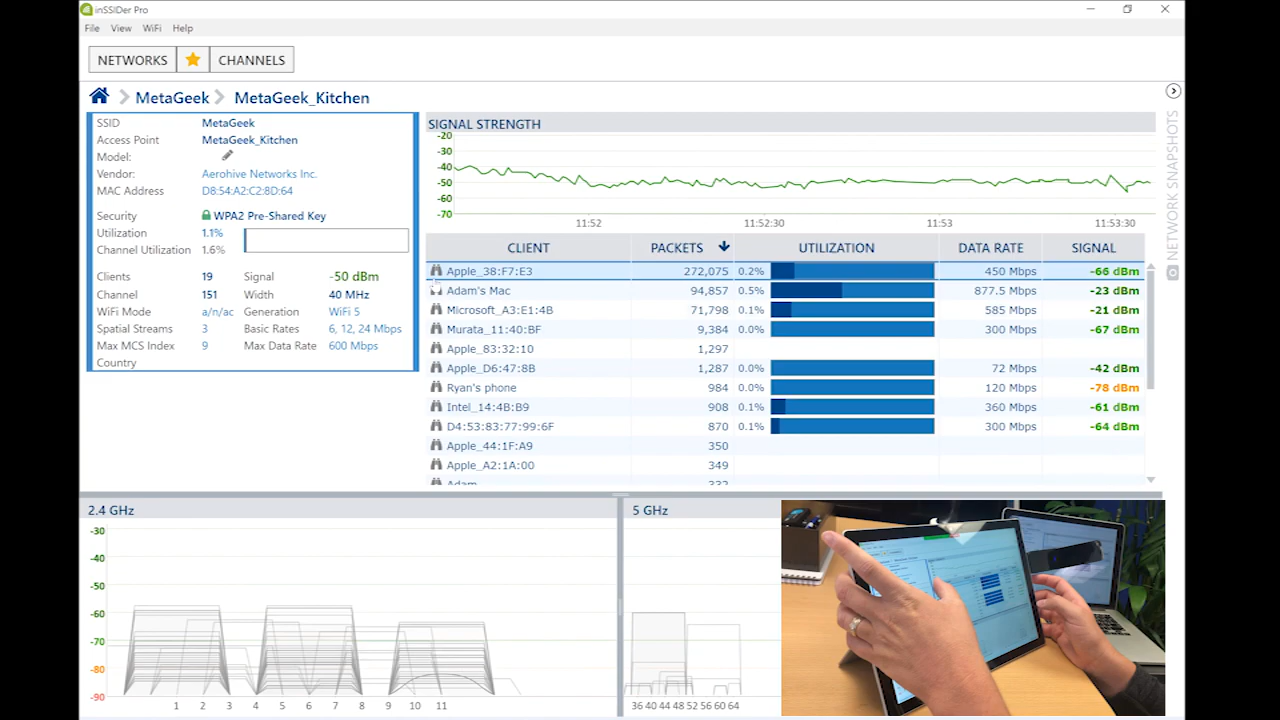 inSSIDer Pro
File View WiFi Help
NETWORKS CHANNELS
MetaGeek MetaGeek_Kitchen
SSID MetaGeek
Access Point MetaGeek_Kitchen
Model:
Vendor: Aerohive Networks Inc.
MAC Address D8:54:A2:C2:8D:64
Security WPA2 Pre-Shared Key
Utilization 1.1%
Channel Utilization 1.6%
Clients 19 Signal -50 dBm
Channel 151 Width 40 MHz
WiFi Mode a/n/ac Generation WiFi 5
Spatial Streams 3 Basic Rates 6, 12, 24 Mbps
Max MCS Index 9 Max Data Rate 600 Mbps
Country
SIGNAL STRENGTH
-20
-30
-40
-50
-60
-70
11:52 11:52:30 11:53 11:53:30
CLIENT PACKETS UTILIZATION DATA RATE SIGNAL
Apple_38:F7:E3 272,075 0.2% 450 Mbps -66 dBm
Adam's Mac 94,857 0.5% 877.5 Mbps -23 dBm
Microsoft_A3:E1:4B 71,798 0.1% 585 Mbps -21 dBm
Murata_11:40:BF 9,384 0.0% 300 Mbps -67 dBm
Apple_83:32:10 1,297
Apple_D6:47:8B 1,287 0.0% 72 Mbps -42 dBm
Ryan's phone 984 0.0% 120 Mbps -78 dBm
Intel_14:4B:B9 908 0.1% 360 Mbps -61 dBm
D4:53:83:77:99:6F 870 0.1% 300 Mbps -64 dBm
Apple_44:1F:A9 350
Apple_A2:1A:00 349
Adam 332
NETWORK SNAPSHOTS
2.4 GHz
-30
-40
-50
-60
-70
-80
-90
1 2 3 4 5 6 7 8 9 10 11
5 GHz
36 40 44 48 52 56 60 64